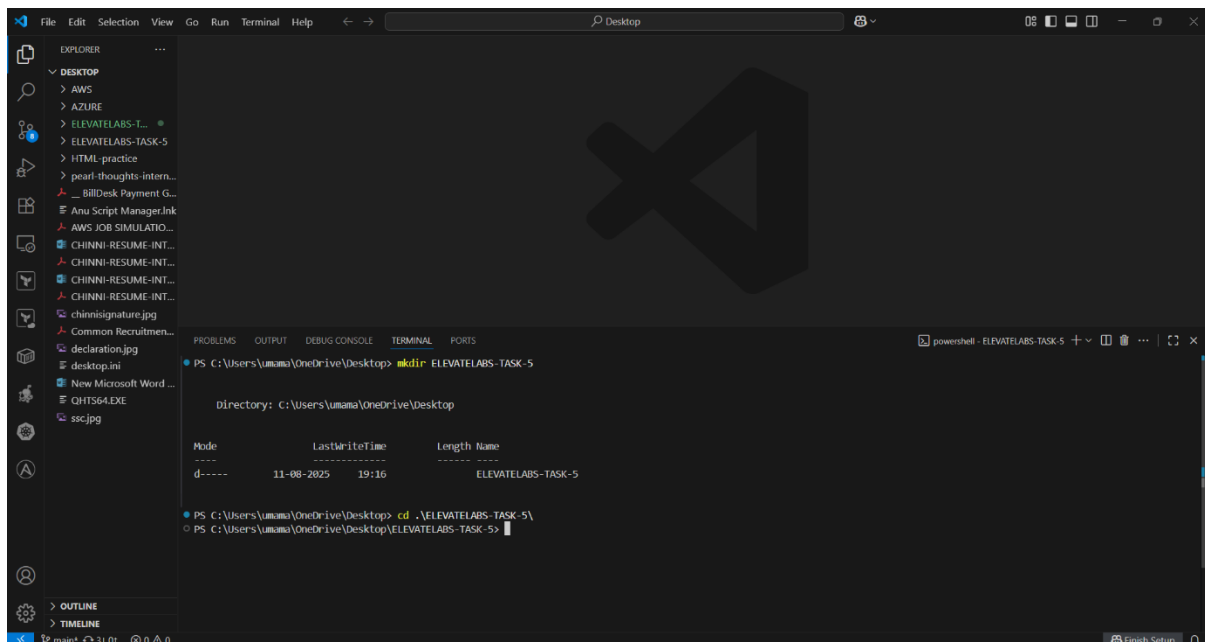 File Edit Selection View Go Run Terminal Help
Desktop
EXPLORER
DESKTOP
AWS
AZURE
ELEVATELABS-T...
ELEVATELABS-TASK-5
HTML-practice
pearl-thoughts-intern...
__ BillDesk Payment G...
Anu Script Manager.lnk
AWS JOB SIMULATIO...
CHINNI-RESUME-INT...
CHINNI-RESUME-INT...
CHINNI-RESUME-INT...
CHINNI-RESUME-INT...
chinnisignature.jpg
Common Recruitmen...
declaration.jpg
desktop.ini
New Microsoft Word ...
QHTS64.EXE
ssc.jpg
OUTLINE
TIMELINE
8
PROBLEMS OUTPUT DEBUG CONSOLE TERMINAL PORTS
powershell - ELEVATELABS-TASK-5
PS C:\Users\umama\OneDrive\Desktop> mkdir ELEVATELABS-TASK-5
Directory: C:\Users\umama\OneDrive\Desktop
Mode LastWriteTime Length Name
---- ------------- ------ ----
d----- 11-08-2025 19:16 ELEVATELABS-TASK-5
PS C:\Users\umama\OneDrive\Desktop> cd .\ELEVATELABS-TASK-5\
PS C:\Users\umama\OneDrive\Desktop\ELEVATELABS-TASK-5>
main* 3↓ 0↑ 0 0
Finish Setup